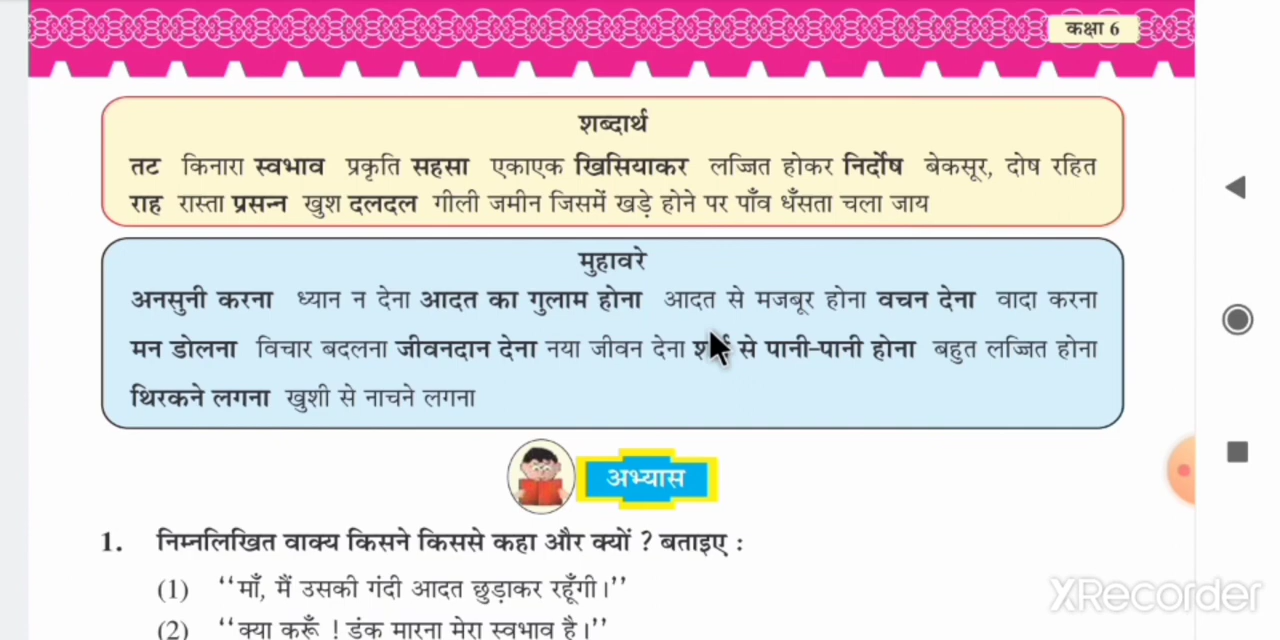 कक्षा 6
शब्दार्थ
तट किनारा स्वभाव प्रकृति सहसा एकाएक खिसियाकर लज्जित होकर निर्दोष बेकसूर, दोष रहित
राह रास्ता प्रसन्न खुश दलदल गीली जमीन जिसमें खड़े होने पर पाँव धँसता चला जाय
मुहावरे
अनसुनी करना ध्यान न देना आदत का गुलाम होना आदत से मजबूर होना वचन देना वादा करना
मन डोलना विचार बदलना जीवनदान देना नया जीवन देना से पानी-पानी होना बहुत लज्जित होना
थिरकने लगना खुशी से नाचने लगना
अभ्यास
1. निम्नलिखित वाक्य किसने किससे कहा और क्यों ? बताइए :
(1) ‘‘माँ, मैं उसकी गंदी आदत छुड़ाकर रहूँगी।’’
(2) ‘‘क्या करूँ ! डंक मारना मेरा स्वभाव है।’’
XRecorder